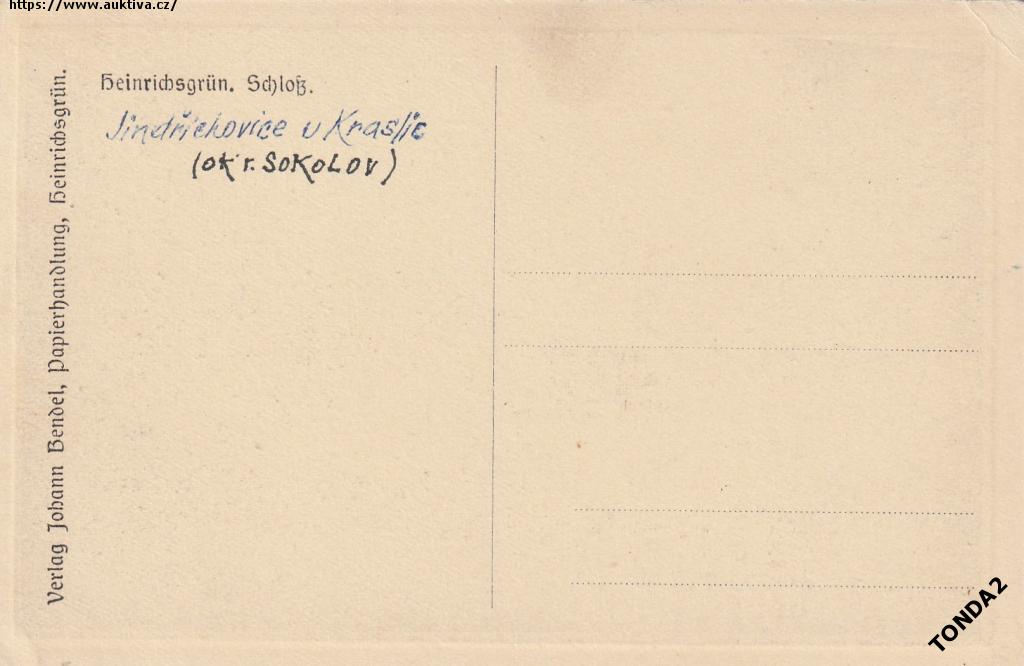 https://www.auktiva.cz/
Heinrichsgrün. Schloß.
Jindřichovice u Kraslic
(okr. SOKOLOV)
Verlag Johann Bendel, Papierhandlung, Heinrichsgrün.
TONDA2